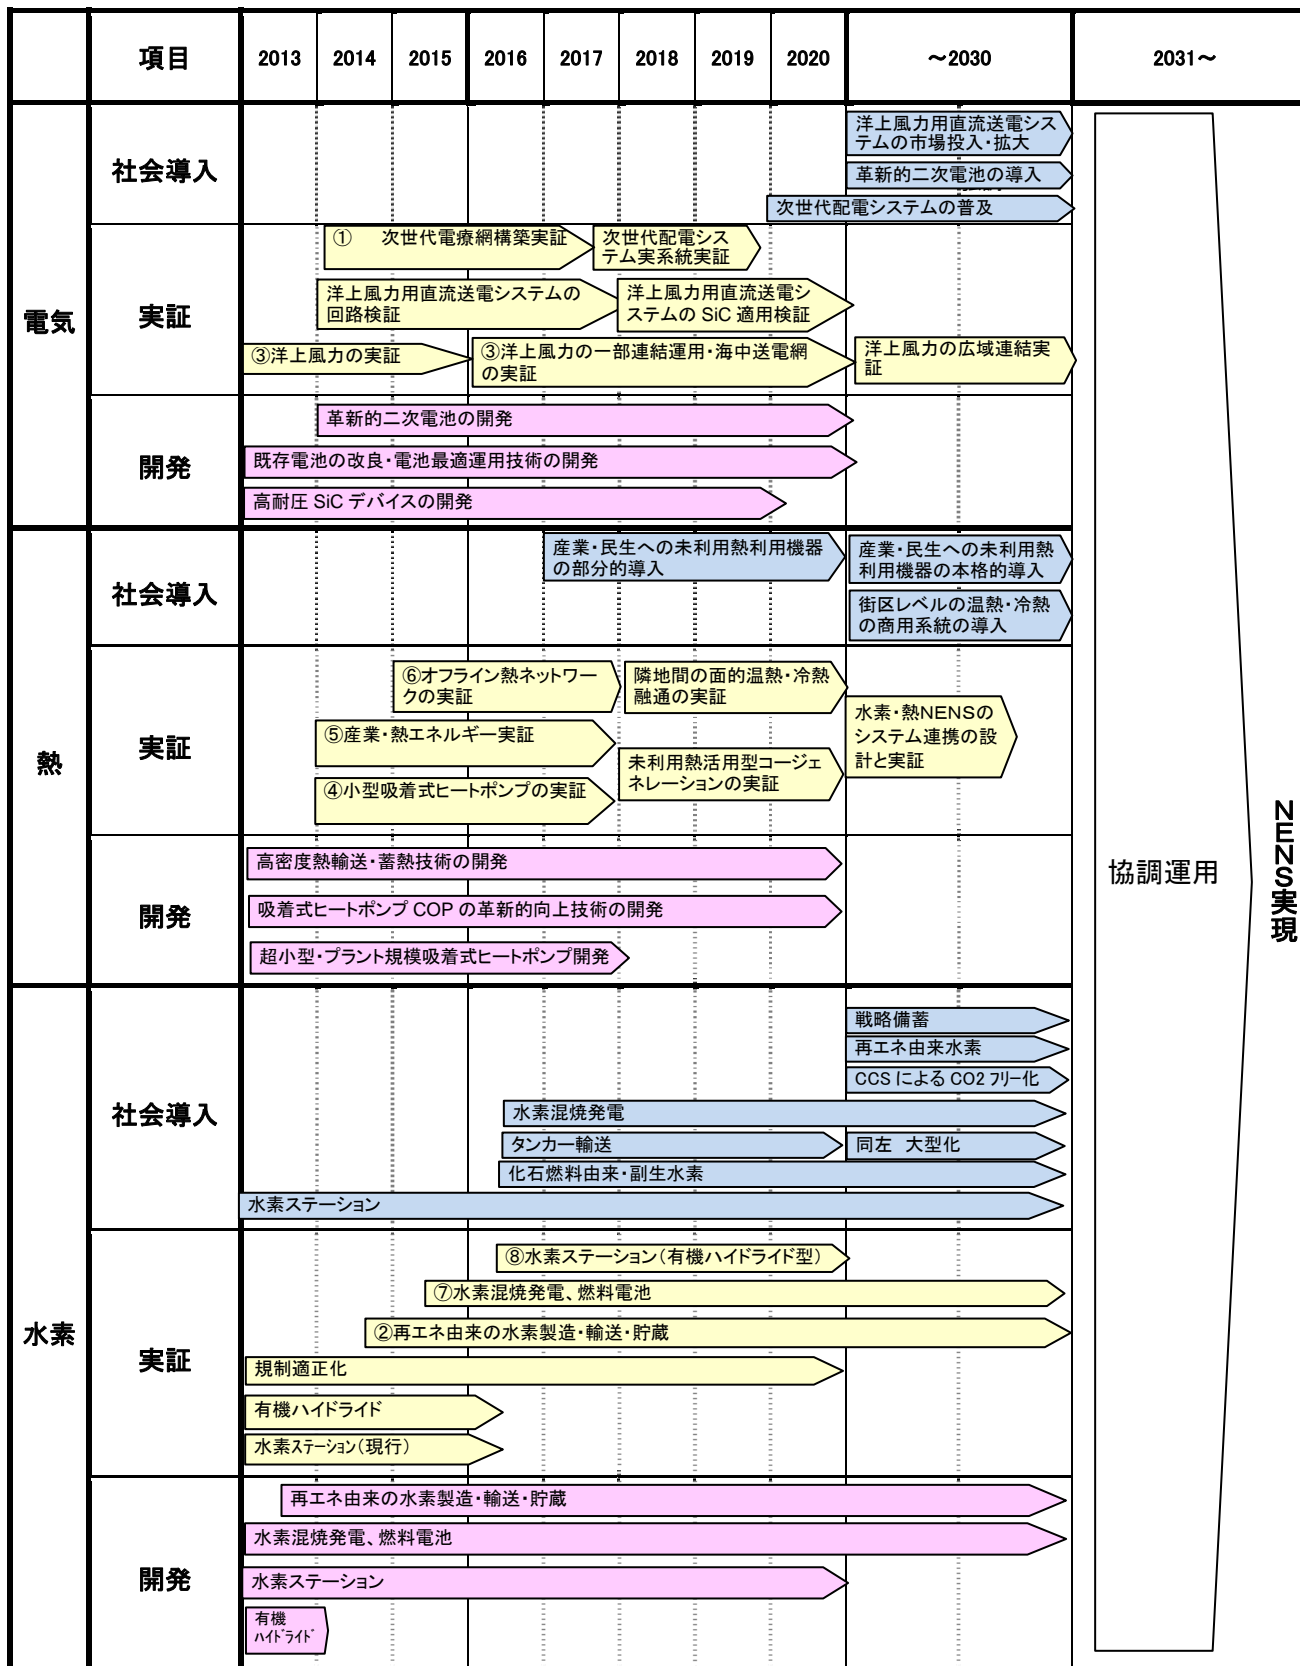 項目
2013
2014
2015
2016
2017
2018
2019
2020
～2030
2031～
電気
社会導入
洋上風力用直流送電シス
テムの市場投入・拡大
革新的二次電池の導入
次世代配電システムの普及
実証
① 次世代電療網構築実証
次世代配電シス
テム実系統実証
洋上風力用直流送電システムの
回路検証
洋上風力用直流送電シ
ステムの SiC 適用検証
③洋上風力の実証
③洋上風力の一部連結運用・海中送電網
の実証
洋上風力の広域連結実
証
開発
革新的二次電池の開発
既存電池の改良・電池最適運用技術の開発
高耐圧 SiC デバイスの開発
熱
社会導入
産業・民生への未利用熱利用機器
の部分的導入
産業・民生への未利用熱
利用機器の本格的導入
街区レベルの温熱・冷熱
の商用系統の導入
実証
⑥オフライン熱ネットワー
クの実証
隣地間の面的温熱・冷熱
融通の実証
⑤産業・熱エネルギー実証
水素・熱NENSの
システム連携の設
計と実証
未利用熱活用型コージェ
ネレーションの実証
④小型吸着式ヒートポンプの実証
開発
高密度熱輸送・蓄熱技術の開発
吸着式ヒートポンプ COP の革新的向上技術の開発
超小型・プラント規模吸着式ヒートポンプ開発
水素
社会導入
戦略備蓄
再エネ由来水素
CCS による CO2 フリー化
水素混焼発電
タンカー輸送
同左 大型化
化石燃料由来・副生水素
水素ステーション
実証
⑧水素ステーション（有機ハイドライド型）
⑦水素混焼発電、燃料電池
②再エネ由来の水素製造・輸送・貯蔵
規制適正化
有機ハイドライド
水素ｽﾃｰｼｮﾝ（現行）
開発
再エネ由来の水素製造・輸送・貯蔵
水素混焼発電、燃料電池
水素ステーション
有機
ﾊｲﾄﾞﾗｲﾄﾞ
協調運用
NENS実現